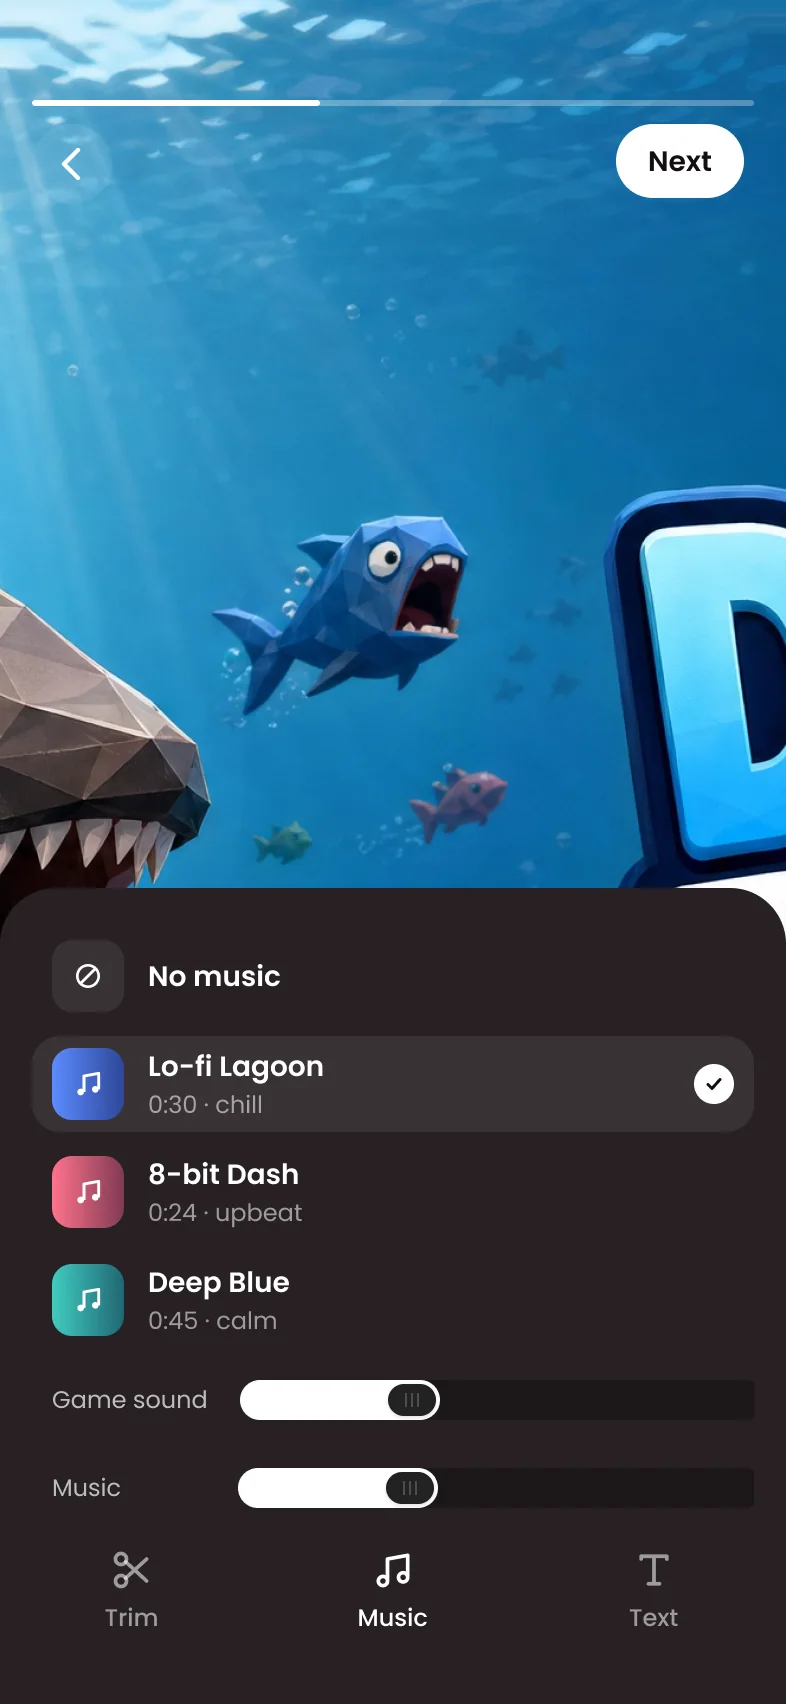 Next
D
No music
Lo-fi Lagoon
0:30 · chill
8-bit Dash
0:24 · upbeat
Deep Blue
0:45 · calm
Game sound
Music
Trim
Music
Text